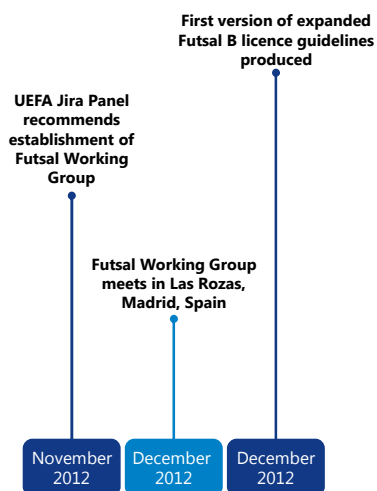 First version of expanded
Futsal B licence guidelines
produced
UEFA Jira Panel
recommends
establishment of
Futsal Working
Group
Futsal Working Group
meets in Las Rozas,
Madrid, Spain
November
2012
December
2012
December
2012